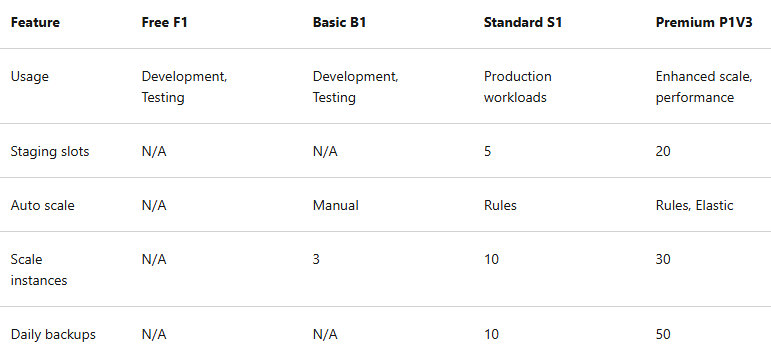 Feature Free F1 Basic B1 Standard S1 Premium P1V3
Usage Development, Development, Production Enhanced scale,
Testing Testing workloads performance
Staging slots N/A N/A 5 20
Auto scale N/A Manual Rules Rules, Elastic
Scale N/A 3 10 30
instances
Daily backups N/A N/A 10 50